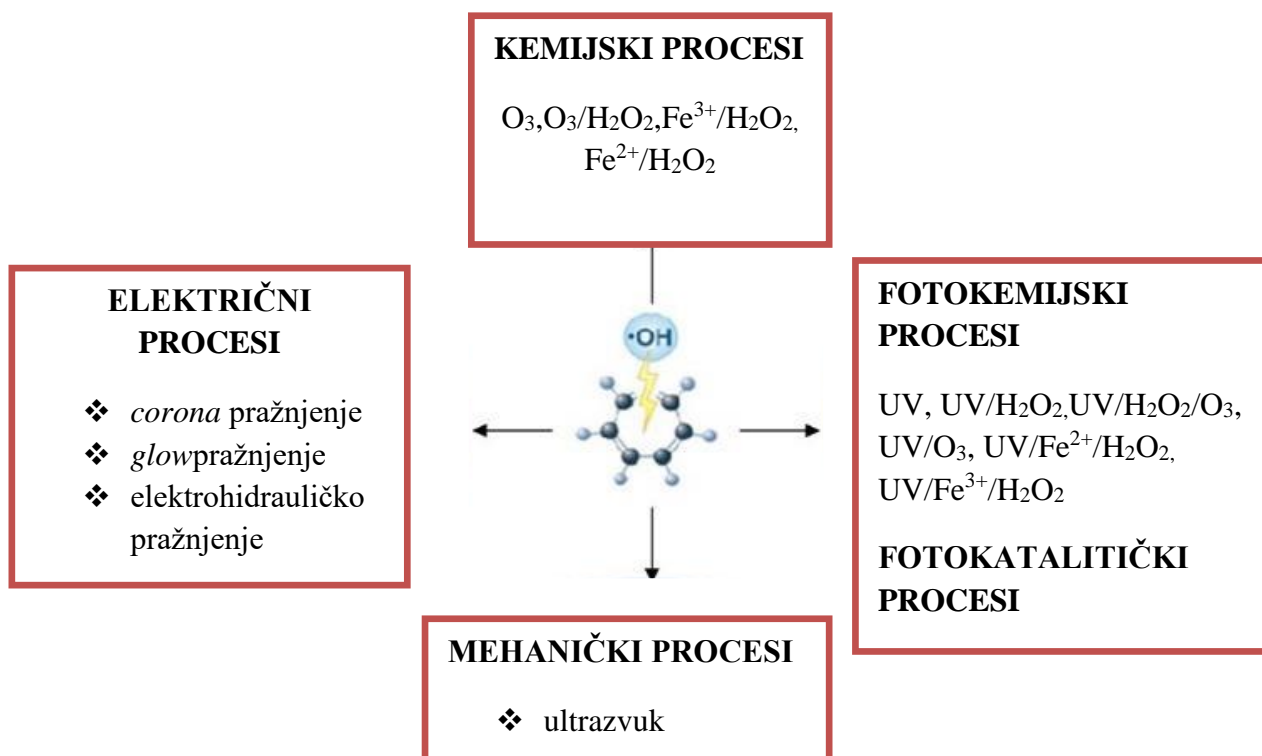 KEMIJSKI PROCESI
O₃,O₃/H₂O₂,Fe³⁺/H₂O₂,
Fe²⁺/H₂O₂
ELEKTRIČNI
PROCESI
❖ corona pražnjenje
❖ glowpražnjenje
❖ elektrohidrauličko
pražnjenje
·OH
FOTOKEMIJSKI
PROCESI
UV, UV/H₂O₂,UV/H₂O₂/O₃,
UV/O₃, UV/Fe²⁺/H₂O₂,
UV/Fe³⁺/H₂O₂
FOTOKATALITIČKI
PROCESI
MEHANIČKI PROCESI
❖ ultrazvuk